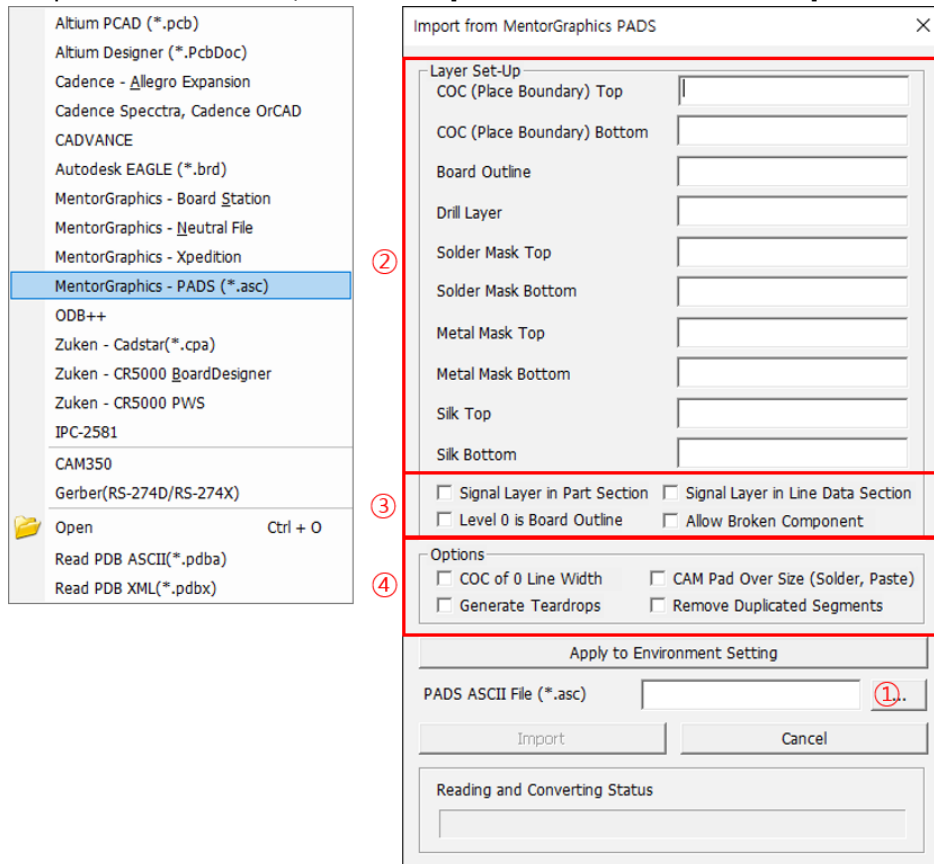 Altium PCAD (*.pcb)
Altium Designer (*.PcbDoc)
Cadence - Allegro Expansion
Cadence Specctra, Cadence OrCAD
CADVANCE
Autodesk EAGLE (*.brd)
MentorGraphics - Board Station
MentorGraphics - Neutral File
MentorGraphics - Xpedition
MentorGraphics - PADS (*.asc)
ODB++
Zuken - Cadstar(*.cpa)
Zuken - CR5000 BoardDesigner
Zuken - CR5000 PWS
IPC-2581
CAM350
Gerber(RS-274D/RS-274X)
Open Ctrl + O
Read PDB ASCII(*.pdba)
Read PDB XML(*.pdbx)
Import from MentorGraphics PADS
②
Layer Set-Up
COC (Place Boundary) Top
COC (Place Boundary) Bottom
Board Outline
Drill Layer
Solder Mask Top
Solder Mask Bottom
Metal Mask Top
Metal Mask Bottom
Silk Top
Silk Bottom
③
Signal Layer in Part Section Signal Layer in Line Data Section
Level 0 is Board Outline Allow Broken Component
④
Options
COC of 0 Line Width CAM Pad Over Size (Solder, Paste)
Generate Teardrops Remove Duplicated Segments
Apply to Environment Setting
PADS ASCII File (*.asc) ①...
Import Cancel
Reading and Converting Status